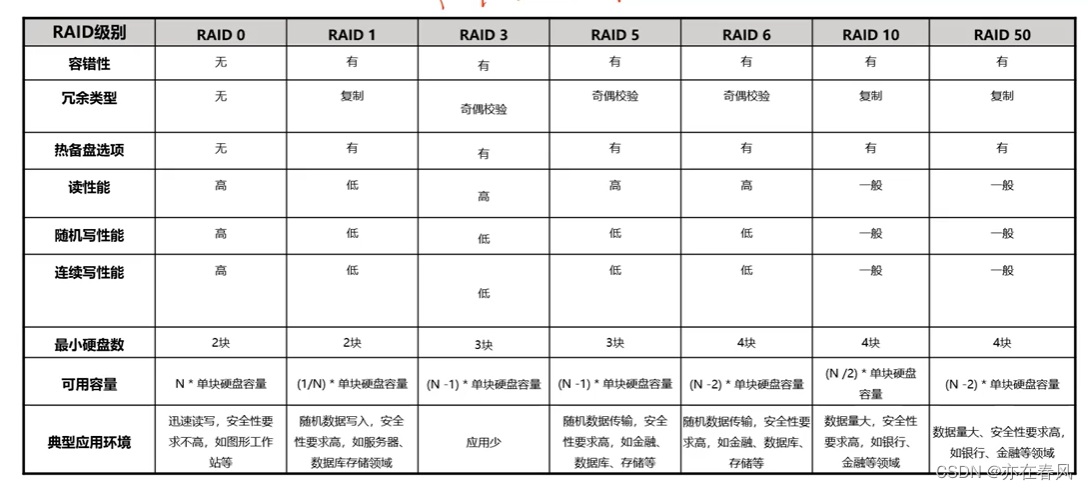 RAID级别 RAID 0 RAID 1 RAID 3 RAID 5 RAID 6 RAID 10 RAID 50
容错性 无 有 有 有 有 有 有
冗余类型 无 复制 奇偶校验 奇偶校验 奇偶校验 复制 复制
热备盘选项 无 有 有 有 有 有 有
读性能 高 低 高 高 高 一般 一般
随机写性能 高 低 低 低 低 一般 一般
连续写性能 高 低 低 低 低 一般 一般
最小硬盘数 2块 2块 3块 3块 4块 4块 4块
可用容量 N * 单块硬盘容量 (1/N) * 单块硬盘容量 (N -1) * 单块硬盘容量 (N -1) * 单块硬盘容量 (N -2) * 单块硬盘容量 (N /2) * 单块硬盘
容量 (N -2) * 单块硬盘容量
典型应用环境
迅速读写，安全性要
求不高，如图形工作
站等
随机数据写入，安全
性要求高，如服务器、
数据库存储领域
应用少
随机数据传输，安全
性要求高，如金融、
数据库、存储等
随机数据传输，安全性要
求高，如金融、数据库、
存储等
数据量大，安全性
要求高，如银行、
金融等领域
数据量大、安全性要求高，
如银行、金融等领域
CSDN @亦在春风